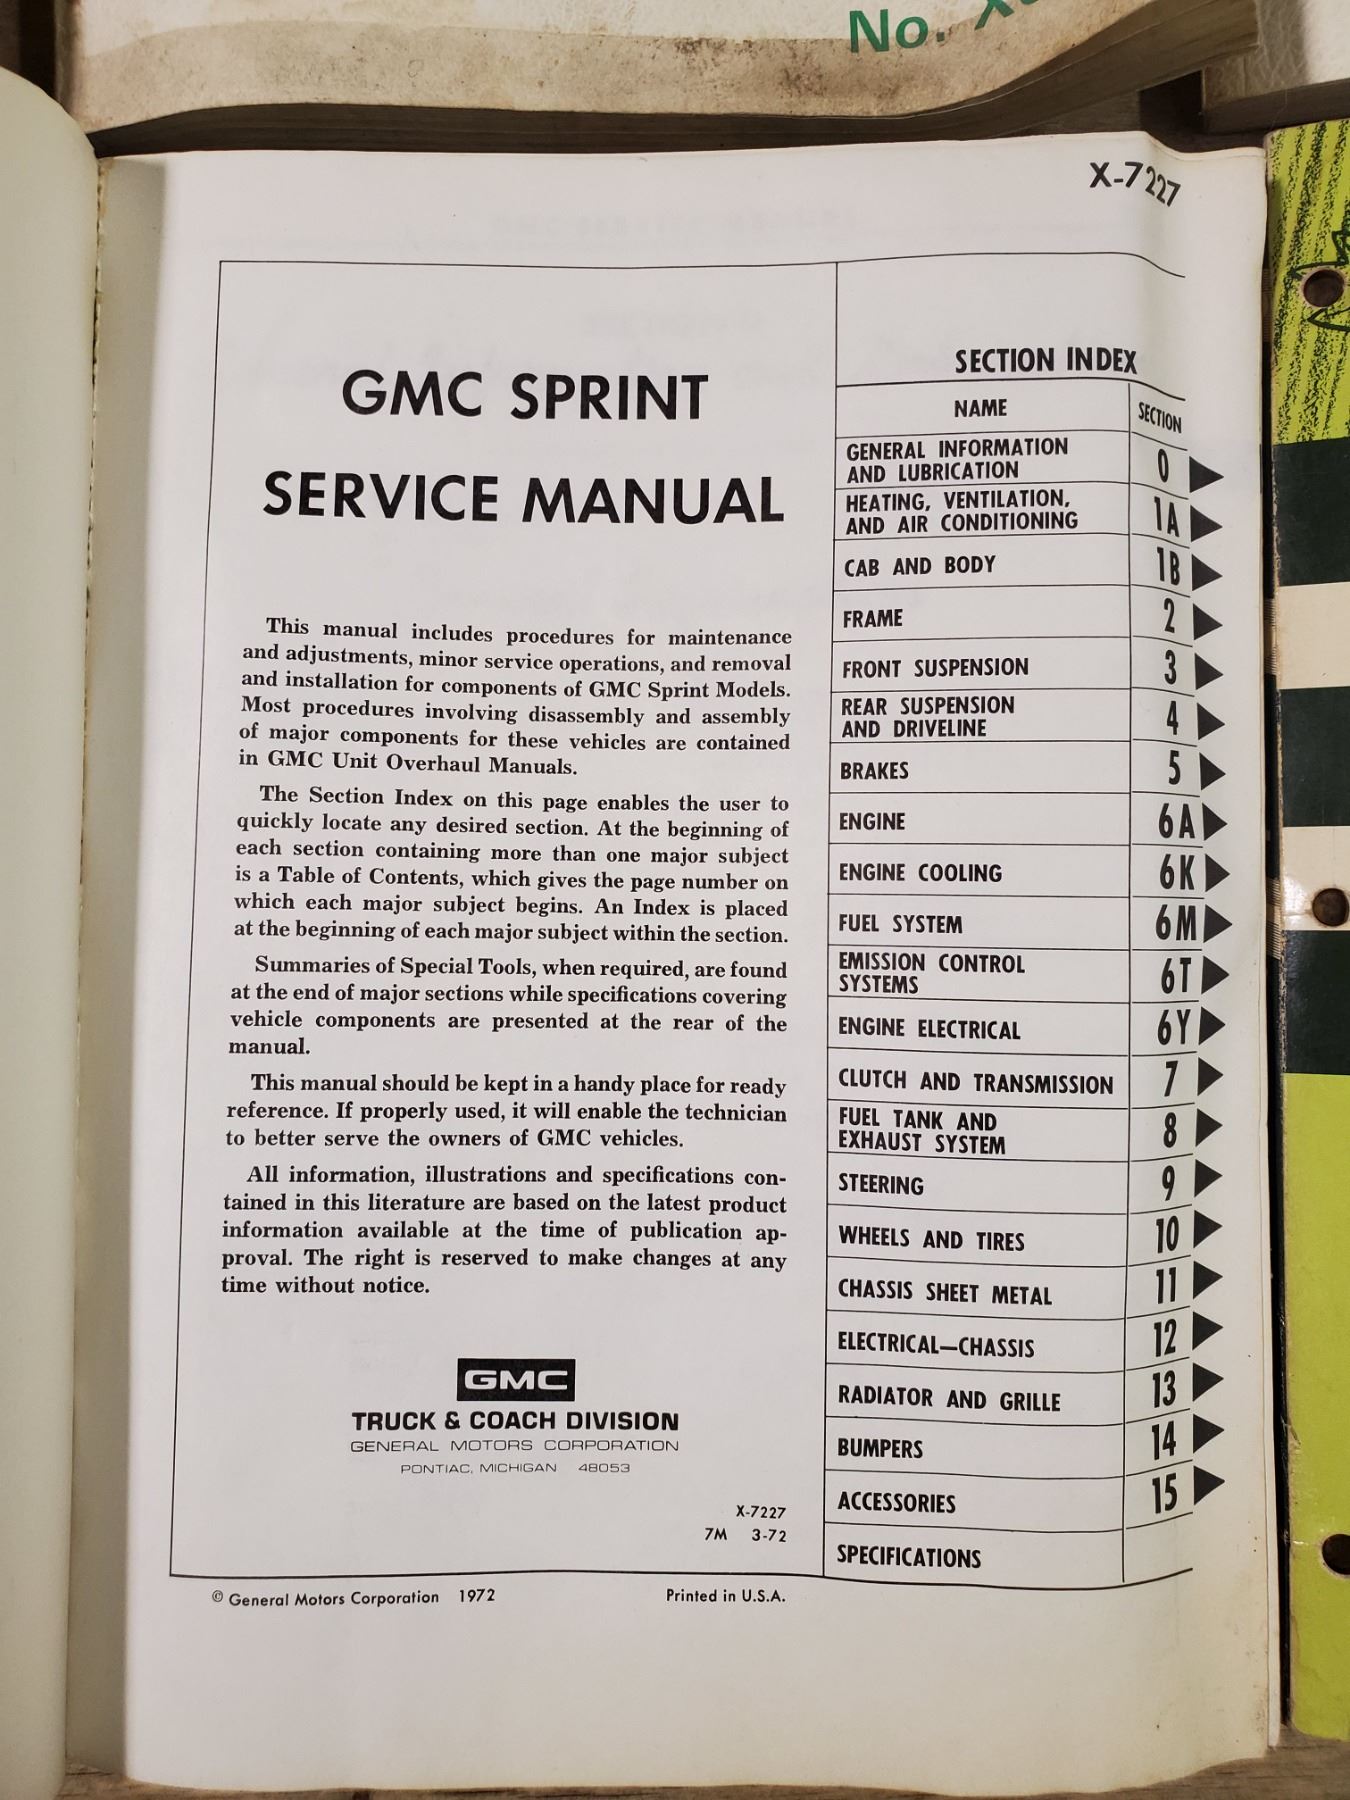 No.
X-7227
GMC SPRINT
SERVICE MANUAL
This manual includes procedures for maintenance
and adjustments, minor service operations, and removal
and installation for components of GMC Sprint Models.
Most procedures involving disassembly and assembly
of major components for these vehicles are contained
in GMC Unit Overhaul Manuals.
The Section Index on this page enables the user to
quickly locate any desired section. At the beginning of
each section containing more than one major subject
is a Table of Contents, which gives the page number on
which each major subject begins. An Index is placed
at the beginning of each major subject within the section.
Summaries of Special Tools, when required, are found
at the end of major sections while specifications covering
vehicle components are presented at the rear of the
manual.
This manual should be kept in a handy place for ready
reference. If properly used, it will enable the technician
to better serve the owners of GMC vehicles.
All information, illustrations and specifications con-
tained in this literature are based on the latest product
information available at the time of publication ap-
proval. The right is reserved to make changes at any
time without notice.
GMC
TRUCK & COACH DIVISION
GENERAL MOTORS CORPORATION
PONTIAC, MICHIGAN 48053
X-7227
7M 3-72
© General Motors Corporation 1972 Printed in U.S.A.
SECTION INDEX
NAME SECTION
GENERAL INFORMATION
AND LUBRICATION 0
HEATING, VENTILATION,
AND AIR CONDITIONING 1A
CAB AND BODY 1B
FRAME 2
FRONT SUSPENSION 3
REAR SUSPENSION
AND DRIVELINE 4
BRAKES 5
ENGINE 6A
ENGINE COOLING 6K
FUEL SYSTEM 6M
EMISSION CONTROL
SYSTEMS 6T
ENGINE ELECTRICAL 6Y
CLUTCH AND TRANSMISSION 7
FUEL TANK AND
EXHAUST SYSTEM 8
STEERING 9
WHEELS AND TIRES 10
CHASSIS SHEET METAL 11
ELECTRICAL—CHASSIS 12
RADIATOR AND GRILLE 13
BUMPERS 14
ACCESSORIES 15
SPECIFICATIONS